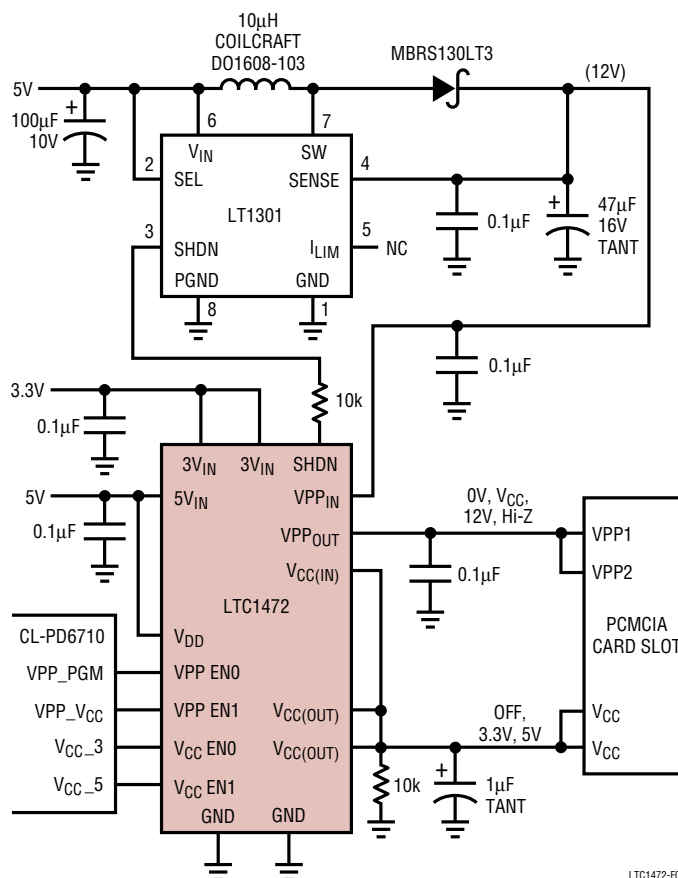 10µH
COILCRAFT
DO1608-103
MBRS130LT3
5V
(12V)
+
100µF
10V
6
7
VIN
SW
2
SEL
SENSE
4
LT1301
0.1µF
+
47µF
16V
TANT
3
SHDN
ILIM
5
NC
PGND
GND
8
1
0.1µF
3.3V
10k
0.1µF
3VIN
3VIN
SHDN
5V
5VIN
VPPIN
0V, VCC,
12V, Hi-Z
0.1µF
VPPOUT
VPP1
VCC(IN)
0.1µF
VPP2
LTC1472
PCMCIA
CARD SLOT
CL-PD6710
VDD
VPP_PGM
VPP EN0
VPP_VCC
VPP EN1
VCC(OUT)
OFF,
3.3V, 5V
VCC
VCC_3
VCC EN0
VCC(OUT)
VCC
VCC_5
VCC EN1
10k
+
1µF
TANT
GND
GND